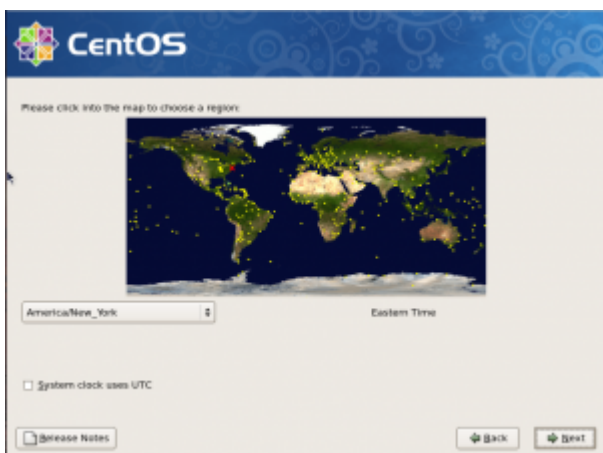 CentOS
Please click into the map to choose a region:
America/New_York
Eastern Time
System clock uses UTC
Release Notes
Back
Next